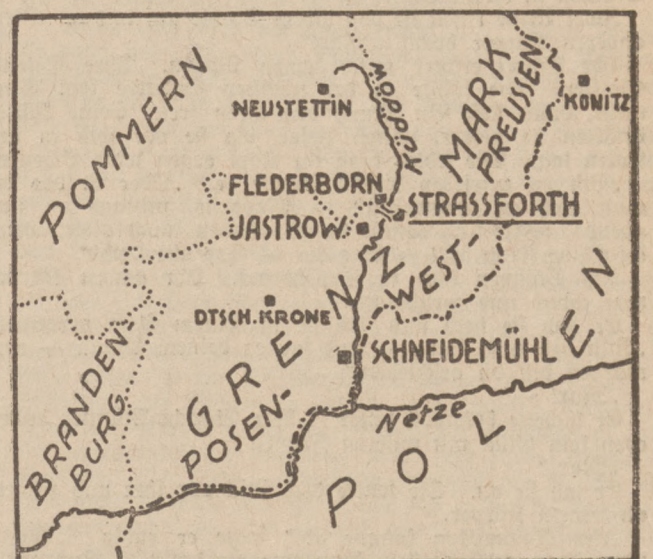 POMMERN
NEUSTETTIN
Küddow
MARK
PREUSSEN
KONITZ
FLEDERBORN
JASTROW
STRASSFORTH
GRENZ
POSEN-
WEST-
DTSCH. KRONE
BRANDEN-
BURG
SCHNEIDEMÜHL
Netze
POLEN